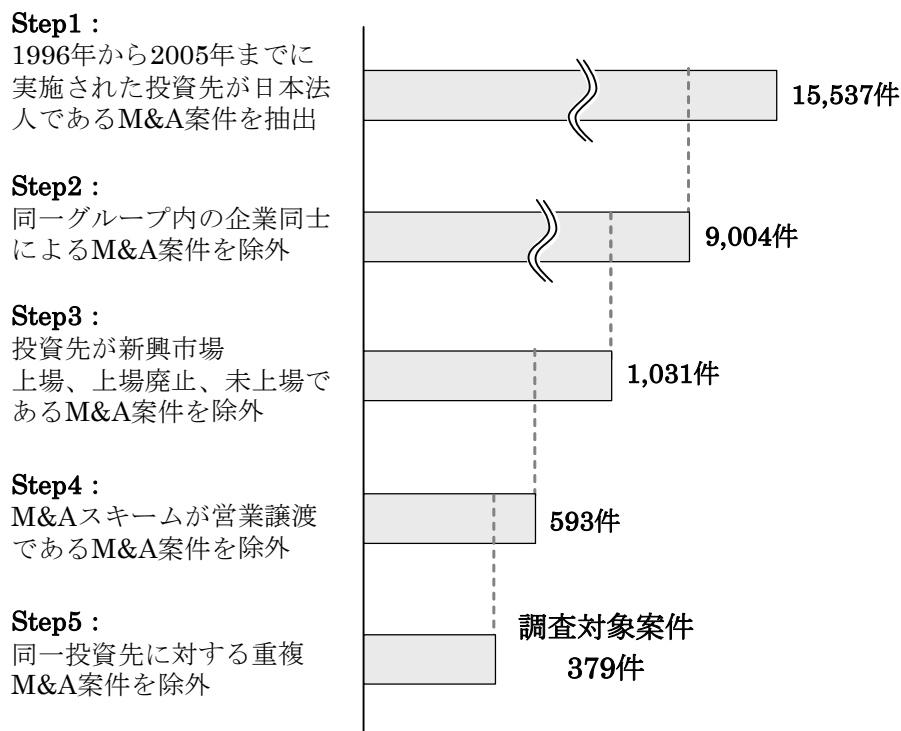 Step1：
1996年から2005年までに
実施された投資先が日本法
人であるM&A案件を抽出
15,537件
Step2：
同一グループ内の企業同士
によるM&A案件を除外
9,004件
Step3：
投資先が新興市場
上場、上場廃止、未上場で
あるM&A案件を除外
1,031件
Step4：
M&Aスキームが営業譲渡
であるM&A案件を除外
593件
Step5：
同一投資先に対する重複
M&A案件を除外
調査対象案件
379件